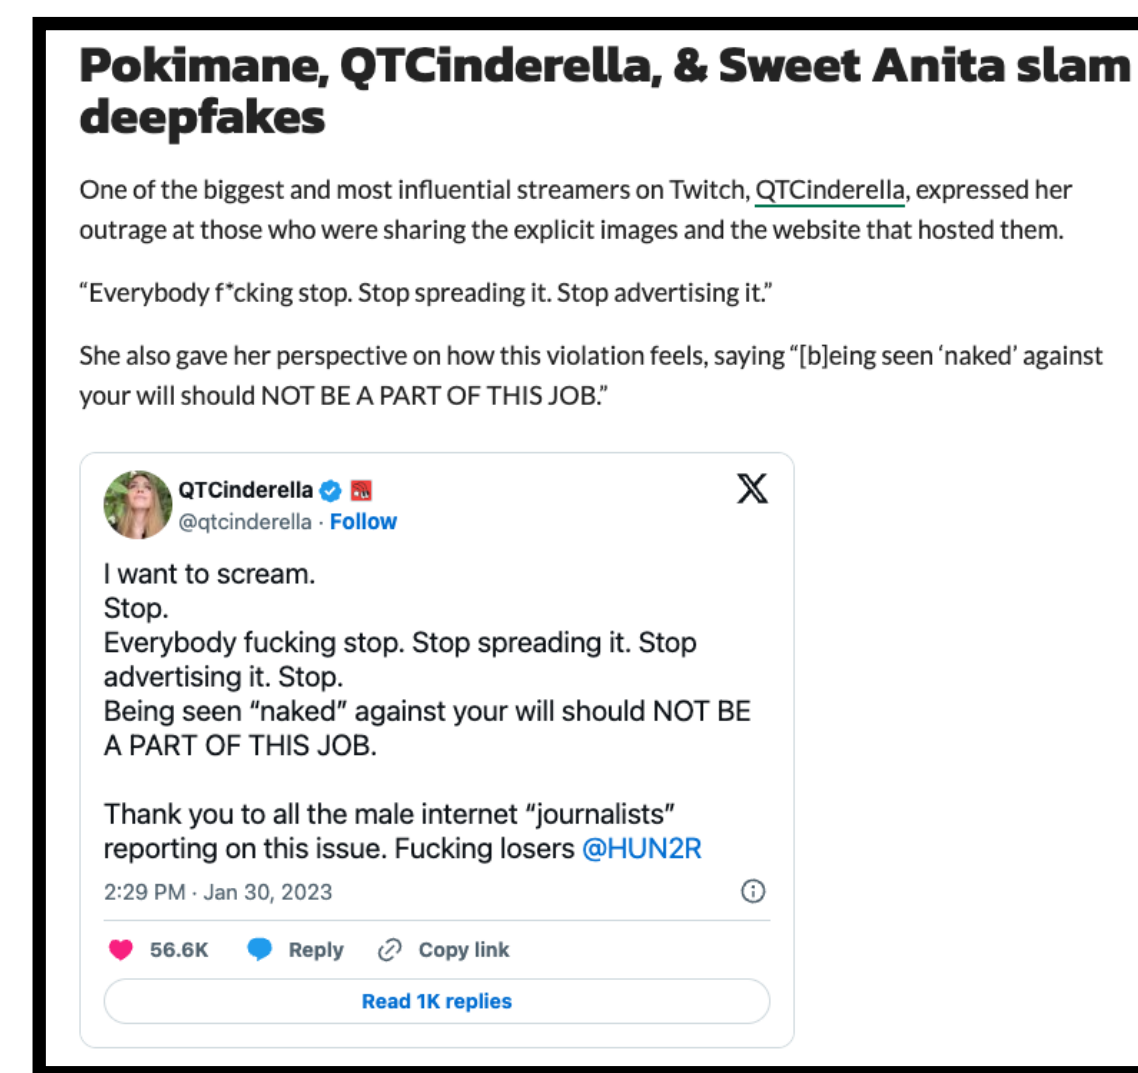 Pokimane, QTCinderella, & Sweet Anita slam
deepfakes
One of the biggest and most influential streamers on Twitch, QTCinderella, expressed her
outrage at those who were sharing the explicit images and the website that hosted them.
“Everybody f*cking stop. Stop spreading it. Stop advertising it.”
She also gave her perspective on how this violation feels, saying “[b]eing seen ‘naked’ against
your will should NOT BE A PART OF THIS JOB.”
QTCinderella
@qtcinderella · Follow
I want to scream.
Stop.
Everybody fucking stop. Stop spreading it. Stop
advertising it. Stop.
Being seen “naked” against your will should NOT BE
A PART OF THIS JOB.
Thank you to all the male internet “journalists”
reporting on this issue. Fucking losers @HUN2R
2:29 PM · Jan 30, 2023
56.6K Reply Copy link
Read 1K replies